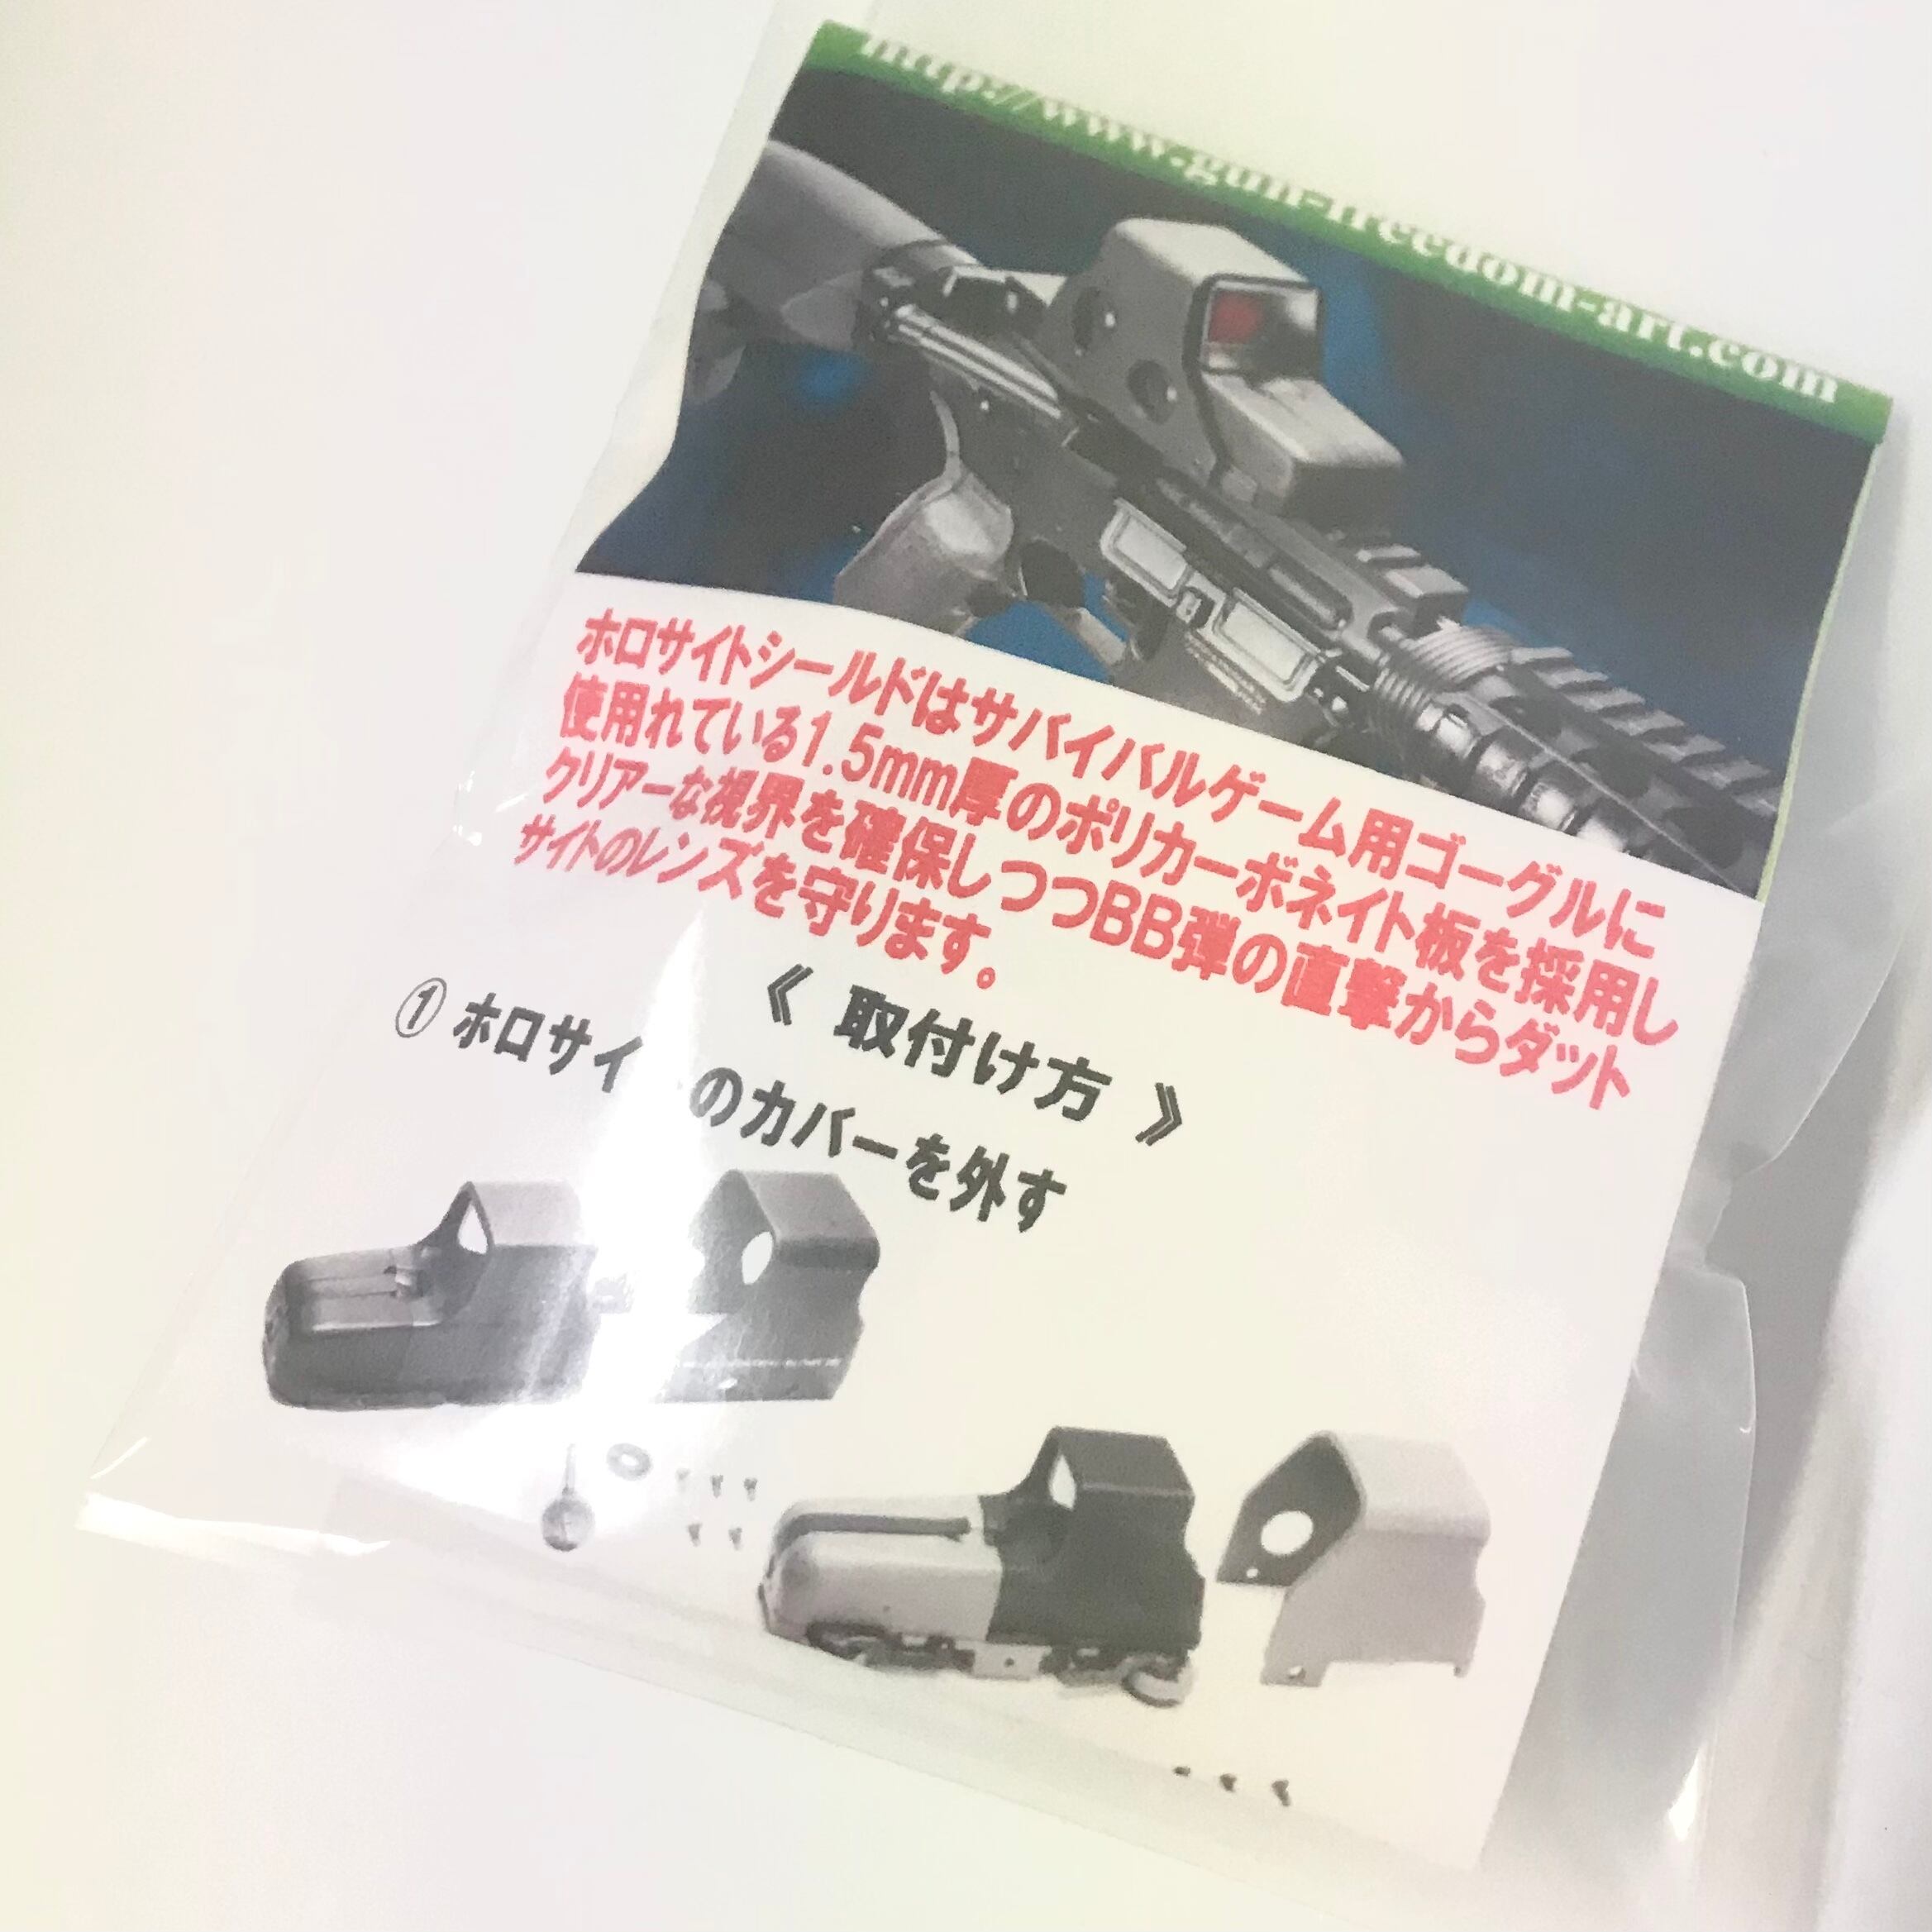 http://www.gun-freedom-art.com
ホロサイトシールドはサバイバルゲーム用ゴーグルに
使用れている1.5mm厚のポリカーボネイト板を採用し
クリアーな視界を確保しつつBB弾の直撃からダット
サイトのレンズを守ります。
《 取付け方 》
① ホロサイ のカバーを外す